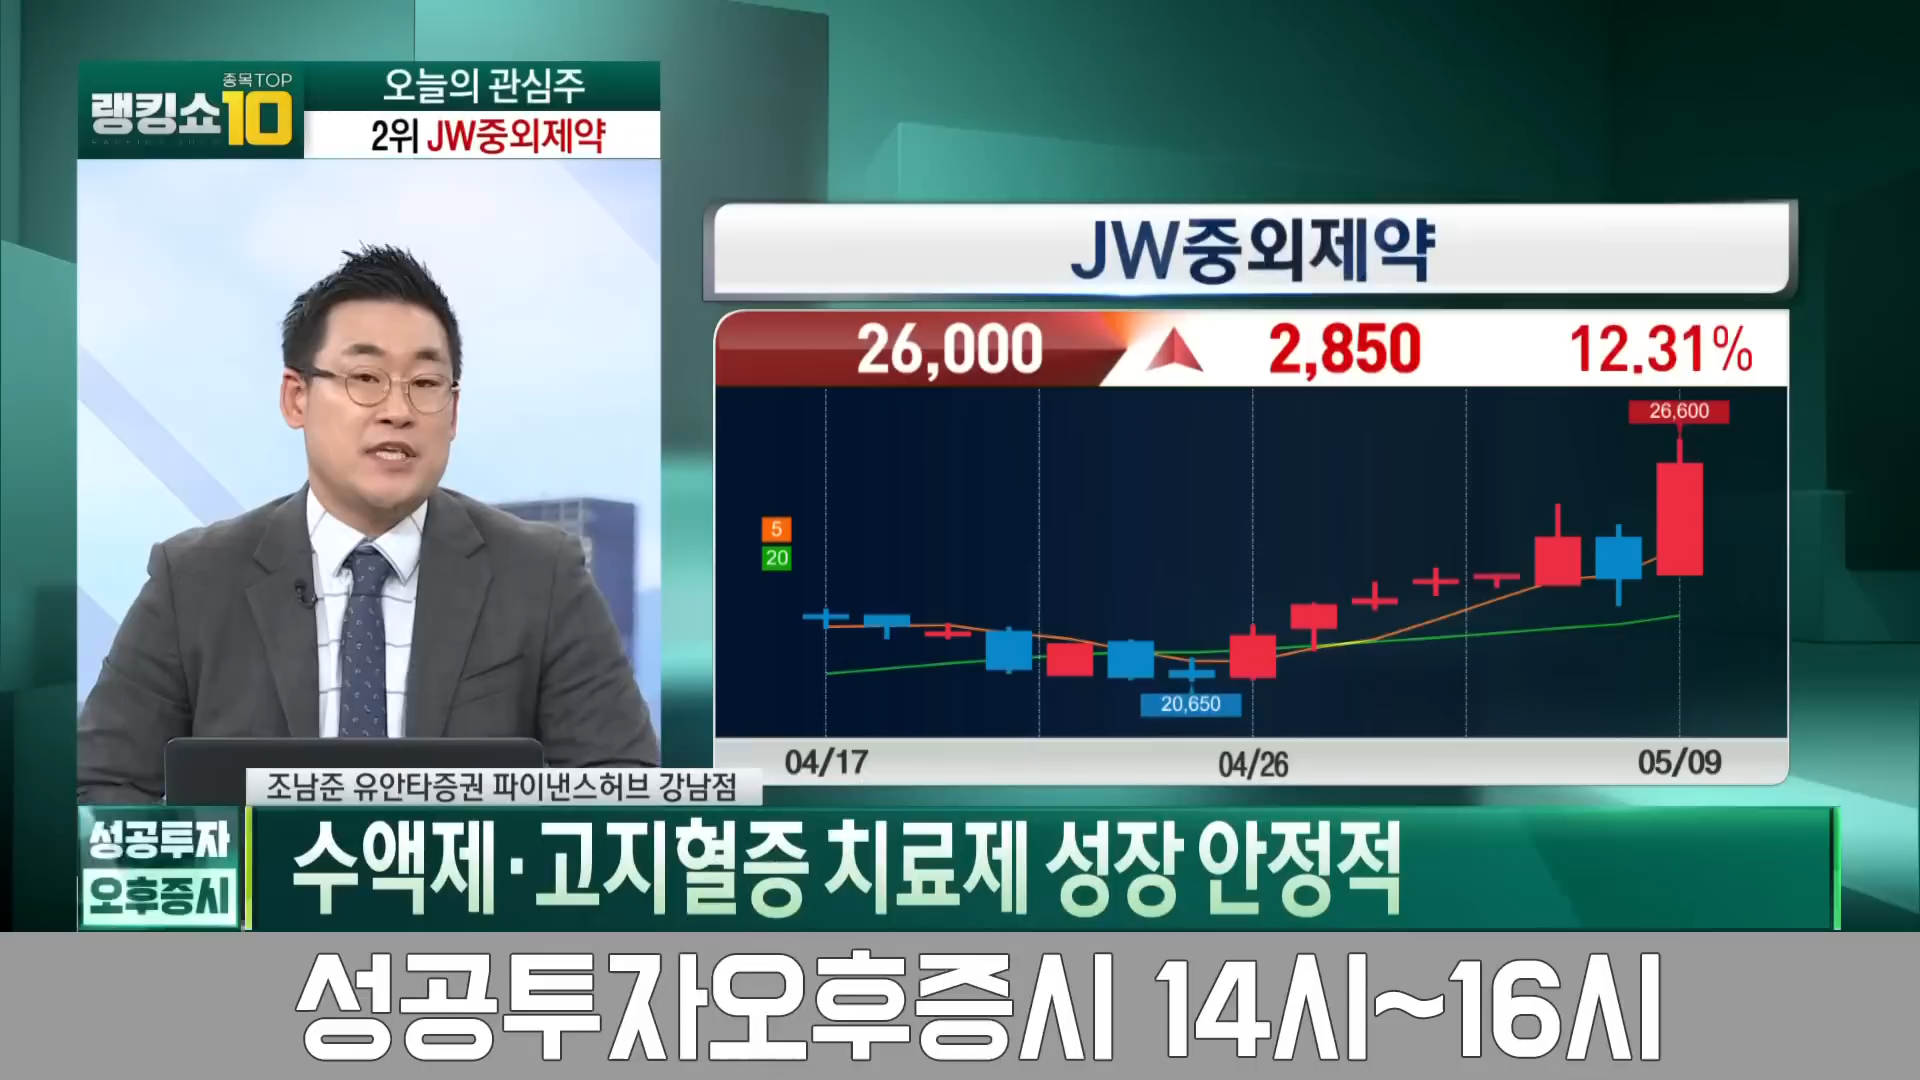 종목TOP
랭킹쇼10
오늘의 관심주
2위 JW중외제약
JW중외제약
26,000 2,850 12.31%
26,600
5
20
20,650
04/17 04/26 05/09
조남준 유안타증권 파이낸스허브 강남점
성공투자
오후증시
수액제·고지혈증 치료제 성장 안정적
성공투자오후증시 14시~16시